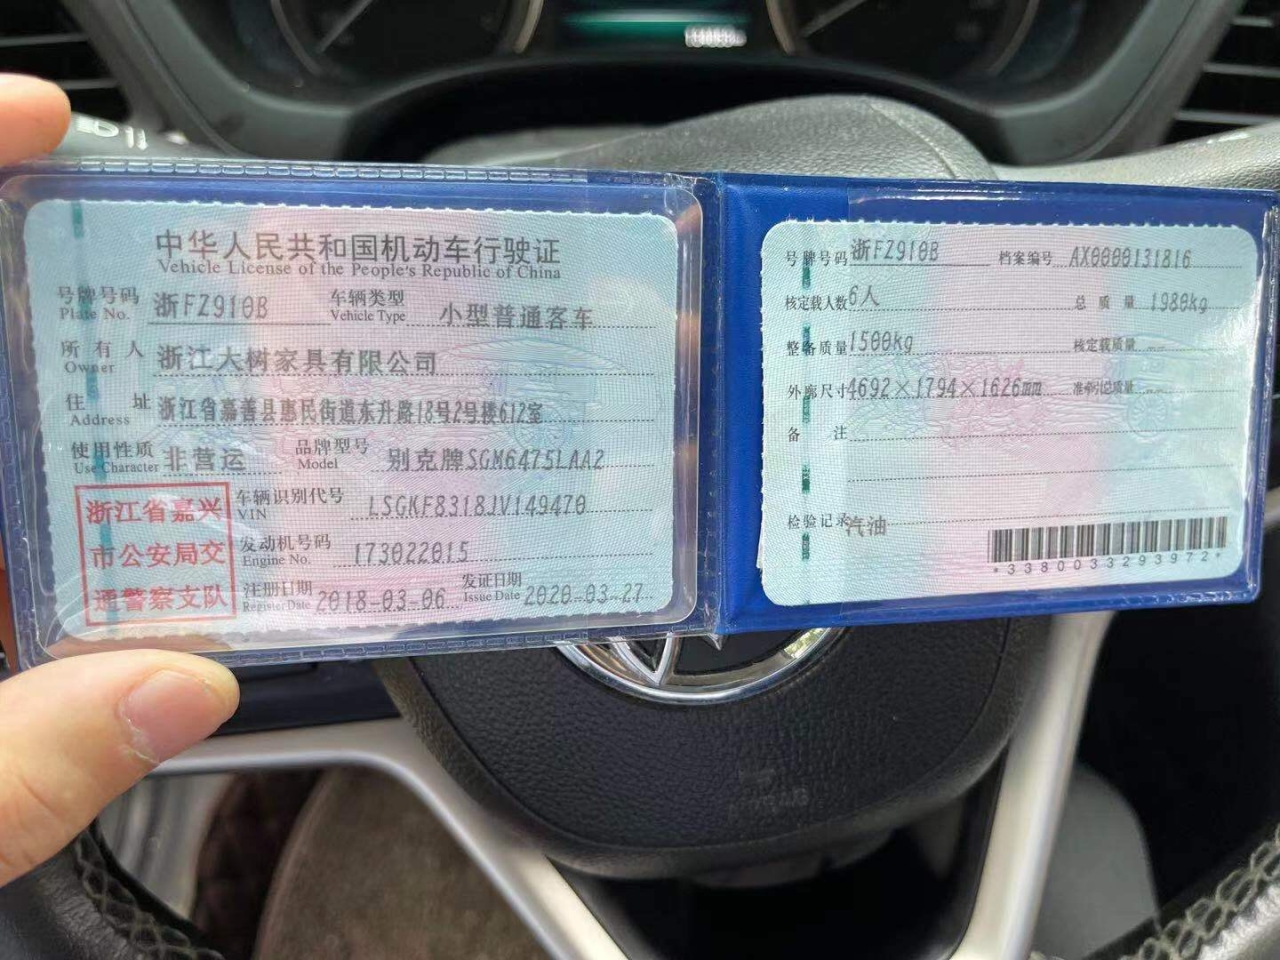 中华人民共和国机动车行驶证
Vehicle License of the People's Republic of China
号牌号码 浙FZ910B 车辆类型 小型普通客车
Plate No. Vehicle Type
所有人 浙江大树家具有限公司
Owner
住址 浙江省嘉善县惠民街道东升路18号2号楼612室
Address
使用性质 非营运 品牌型号 别克牌SGM6475LAA2
Use Character Model
浙江省嘉兴
市公安局交
通警察支队
车辆识别代号 LSGKF8318JV149470
VIN
发动机号码 173022015
Engine No.
注册日期 2018-03-06 发证日期 2020-03-27
Register Date Issue Date
号牌号码 浙FZ910B 档案编号 AX0000131816
核定载人数 6人 总质量 1980kg
整备质量 1500kg 核定载质量 --
外廓尺寸 4692×1794×1626mm 准牵引总质量 --
备注
检验记录 汽油
*3380033293972*